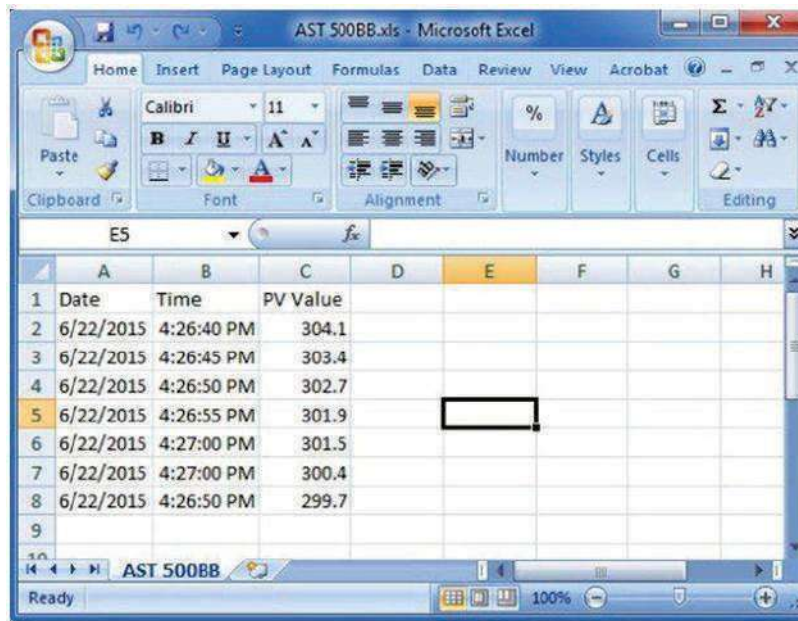 AST 500BB.xls - Microsoft Excel
Home Insert Page Layout Formulas Data Review View Acrobat
Calibri 11
B I U A A
Paste
% Number Styles Cells
Σ
Clipboard Font Alignment Editing
E5 fx
A B C D E F G H
1 Date Time PV Value
2 6/22/2015 4:26:40 PM 304.1
3 6/22/2015 4:26:45 PM 303.4
4 6/22/2015 4:26:50 PM 302.7
5 6/22/2015 4:26:55 PM 301.9
6 6/22/2015 4:27:00 PM 301.5
7 6/22/2015 4:27:00 PM 300.4
8 6/22/2015 4:26:50 PM 299.7
9
10
AST 500BB
Ready 100%